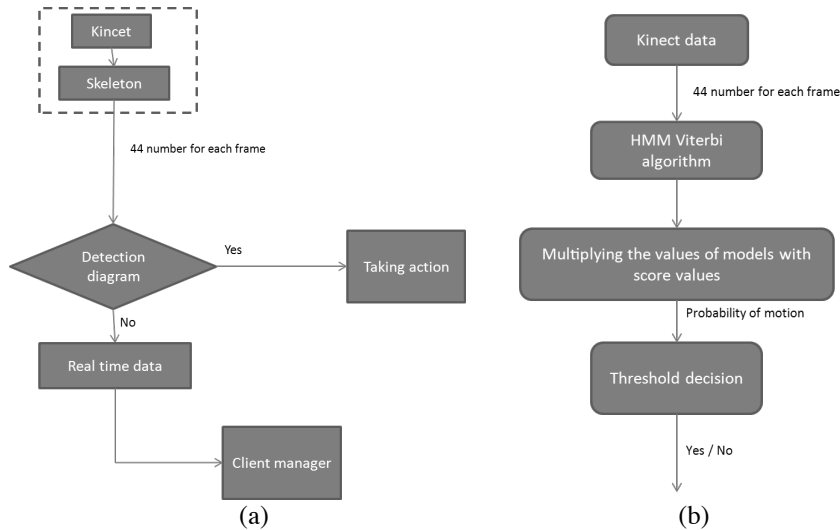 Kincet
Skeleton
44 number for each frame
Detection
diagram
Yes
Taking action
No
Real time data
Client manager
(a)
Kinect data
44 number for each frame
HMM Viterbi
algorithm
Multiplying the values of models with
score values
Probability of motion
Threshold decision
Yes / No
(b)